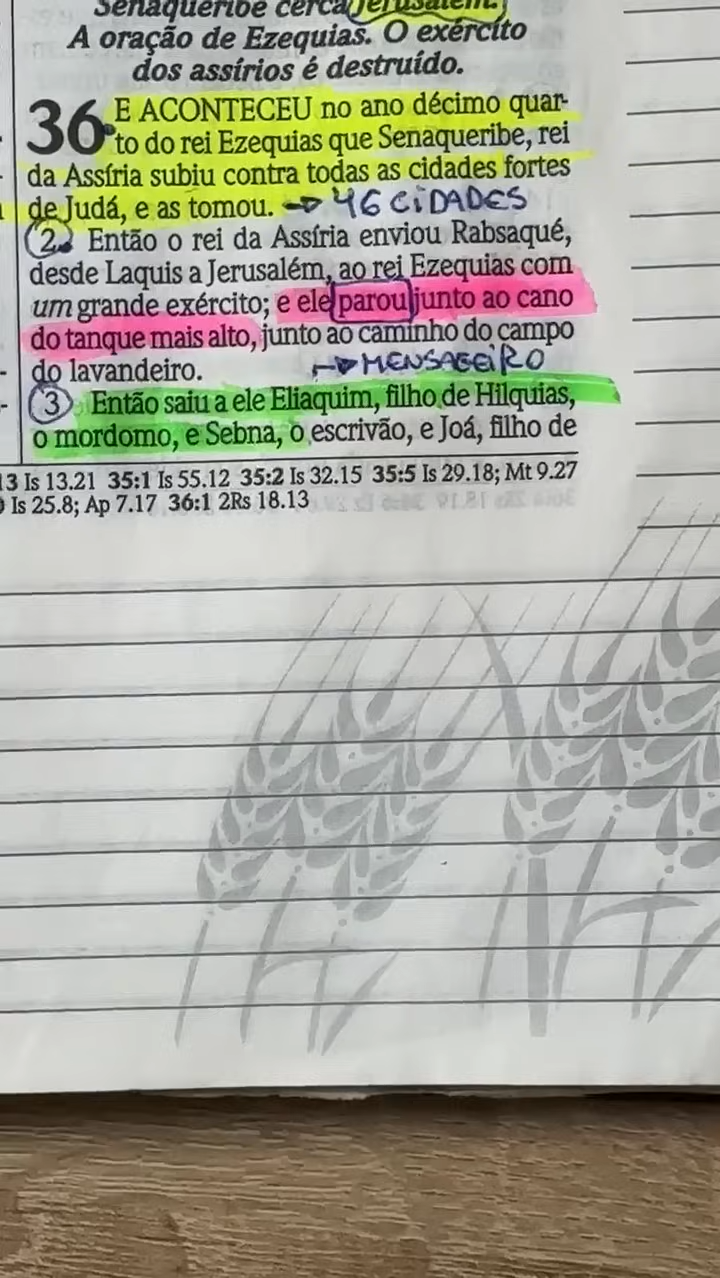 Senaqueribe cerca Jerusalém.
A oração de Ezequias. O exército
dos assírios é destruído.
36 E ACONTECEU no ano décimo quar-
to do rei Ezequias que Senaqueribe, rei
da Assíria subiu contra todas as cidades fortes
de Judá, e as tomou. → 46 CIDADES
2 Então o rei da Assíria enviou Rabsaqué,
desde Laquis a Jerusalém, ao rei Ezequias com
um grande exército; e ele parou junto ao cano
do tanque mais alto, junto ao caminho do campo
do lavandeiro. → MENSAGEIRO
3 Então saiu a ele Eliaquim, filho de Hilquias,
o mordomo, e Sebna, o escrivão, e Joá, filho de
13 Is 13.21 35:1 Is 55.12 35:2 Is 32.15 35:5 Is 29.18; Mt 9.27
Is 25.8; Ap 7.17 36:1 2Rs 18.13